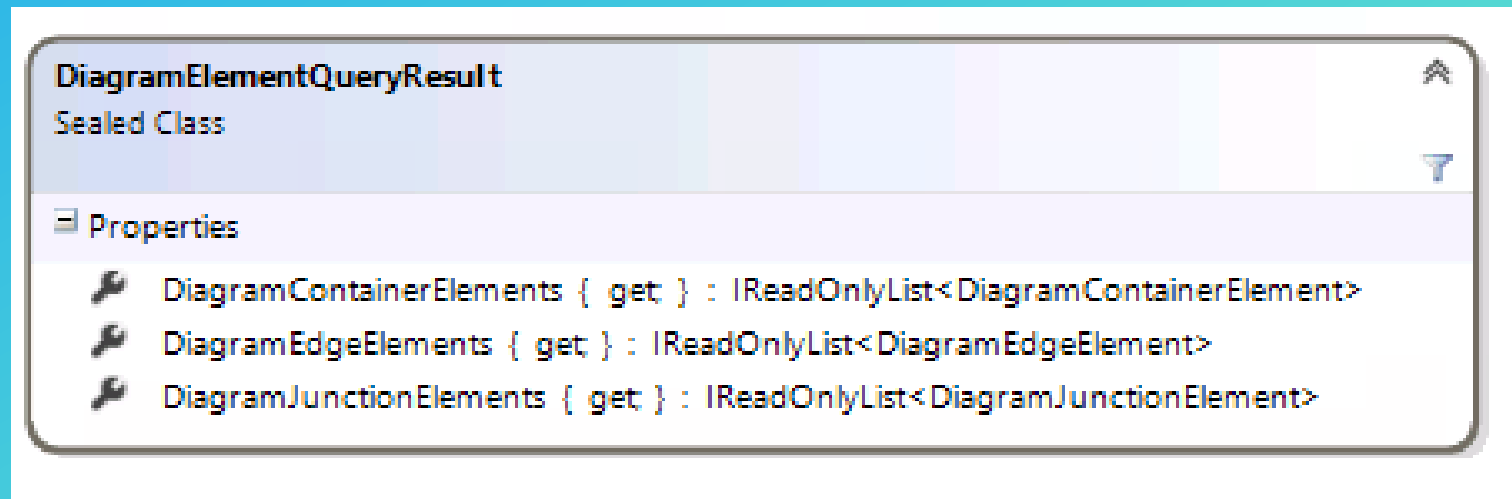 DiagramElementQueryResult
Sealed Class
Properties
DiagramContainerElements { get; } : IReadOnlyList<DiagramContainerElement>
DiagramEdgeElements { get; } : IReadOnlyList<DiagramEdgeElement>
DiagramJunctionElements { get; } : IReadOnlyList<DiagramJunctionElement>